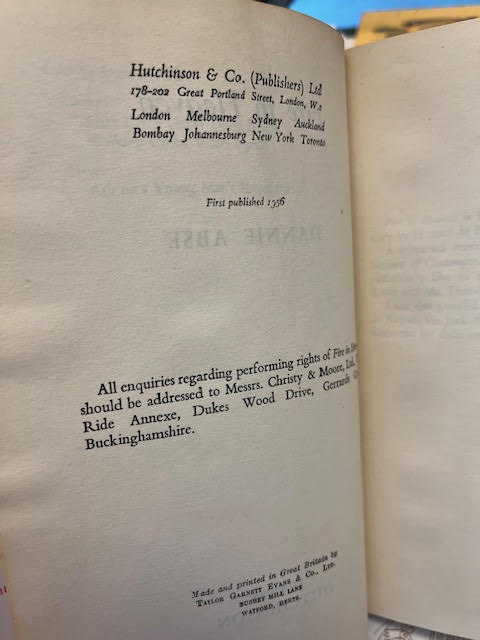 Hutchinson & Co. (Publishers) Ltd
178-202 Great Portland Street, London, W.1
London Melbourne Sydney Auckland
Bombay Johannesburg New York Toronto
First published 1956
DANNIE ABSE
All enquiries regarding performing rights of Fire in
should be addressed to Messrs. Christy & Moore, Ltd,
Ride Annexe, Dukes Wood Drive, Gerrards
Buckinghamshire.
Made and printed in Great Britain by
TAYLOR GARNETT EVANS & CO., LTD.
BUSHEY MILL LANE
WATFORD, HERTS.